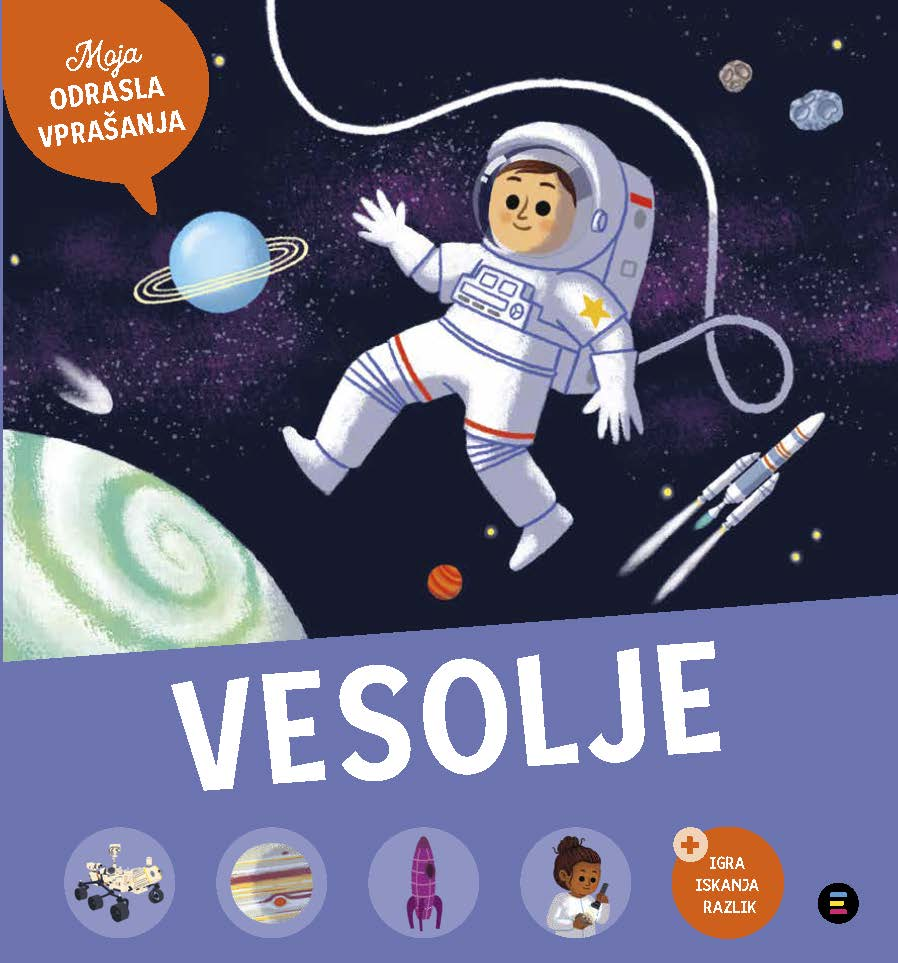 Moja
ODRASLA
VPRAŠANJA
VESOLJE
IGRA
ISKANJA
RAZLIK